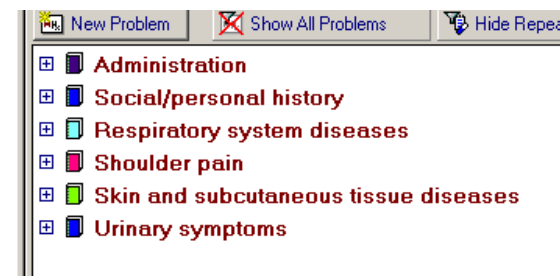 New Problem Show All Problems Hide Repea
Administration
Social/personal history
Respiratory system diseases
Shoulder pain
Skin and subcutaneous tissue diseases
Urinary symptoms